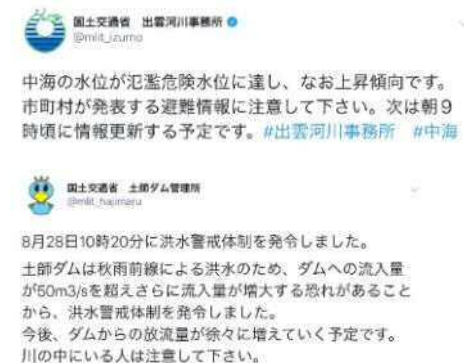 国土交通省 出雲河川事務所
@mlit_izumo
中海の水位が氾濫危険水位に達し、なお上昇傾向です。
市町村が発表する避難情報に注意して下さい。次は朝９
時頃に情報更新する予定です。#出雲河川事務所 #中海
国土交通省 土師ダム管理所
@mlit_hajimaru
8月28日10時20分に洪水警戒体制を発令しました。
土師ダムは秋雨前線による洪水のため、ダムへの流入量
が50m3/sを超えさらに流入量が増大する恐れがあること
から、洪水警戒体制を発令しました。
今後、ダムからの放流量が徐々に増えていく予定です。
川の中にいる人は注意して下さい。